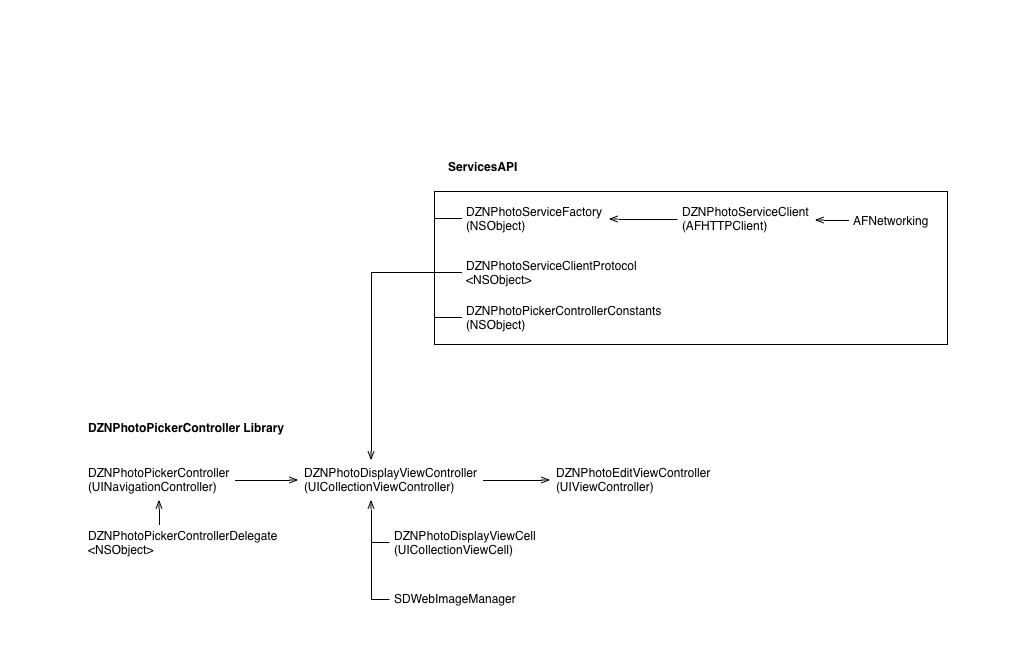 ServicesAPI
DZNPhotoServiceFactory
(NSObject)
DZNPhotoServiceClient
(AFHTTPClient)
AFNetworking
DZNPhotoServiceClientProtocol
<NSObject>
DZNPhotoPickerControllerConstants
(NSObject)
DZNPhotoPickerController Library
DZNPhotoPickerController
(UINavigationController)
DZNPhotoDisplayViewController
(UICollectionViewController)
DZNPhotoEditViewController
(UIViewController)
DZNPhotoPickerControllerDelegate
<NSObject>
DZNPhotoDisplayViewCell
(UICollectionViewCell)
SDWebImageManager